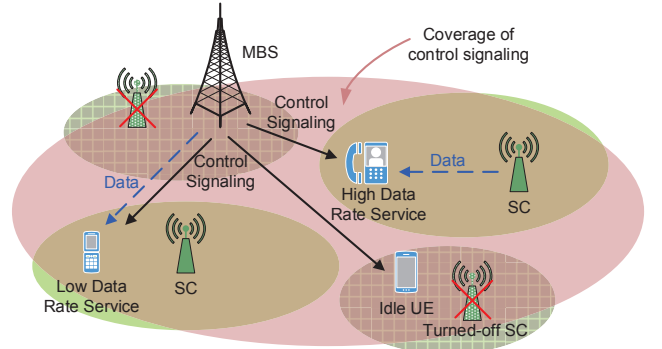 MBS
Coverage of
control signaling
Control
Signaling
Control
Signaling
Data
Data
High Data
Rate Service
SC
Low Data
Rate Service
SC
Idle UE
Turned-off SC